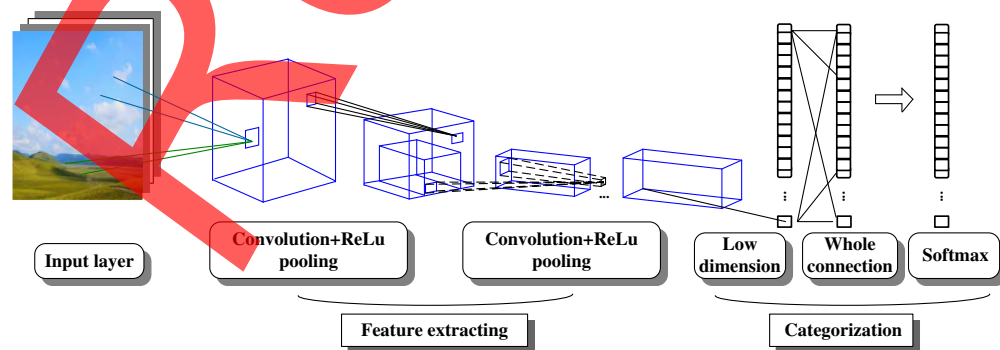 Input layer
Convolution+ReLu
pooling
Convolution+ReLu
pooling
Low
dimension
Whole
connection
Softmax
...
...
...
...
Feature extracting
Categorization